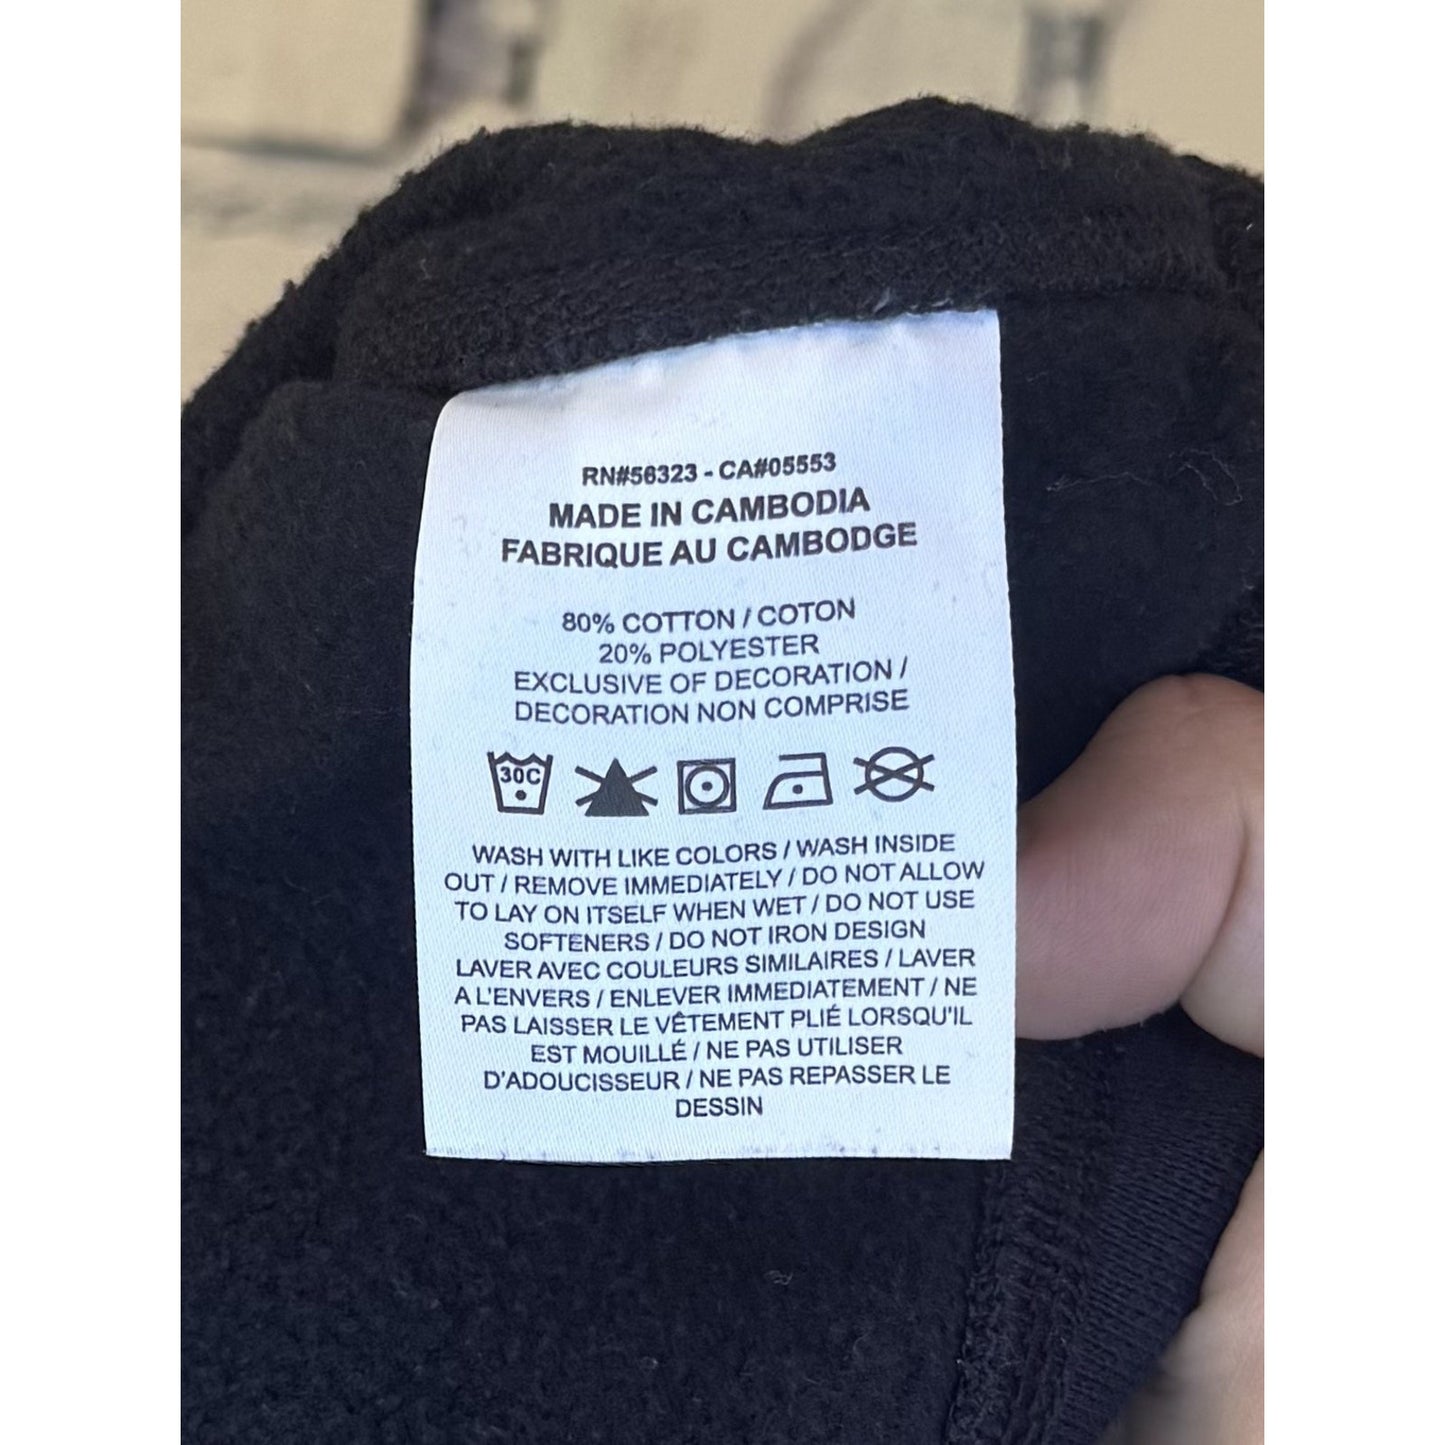 RN#56323 - CA#05553
MADE IN CAMBODIA
FABRIQUE AU CAMBODGE
80% COTTON / COTON
20% POLYESTER
EXCLUSIVE OF DECORATION /
DECORATION NON COMPRISE
30C
WASH WITH LIKE COLORS / WASH INSIDE
OUT / REMOVE IMMEDIATELY / DO NOT ALLOW
TO LAY ON ITSELF WHEN WET / DO NOT USE
SOFTENERS / DO NOT IRON DESIGN
LAVER AVEC COULEURS SIMILAIRES / LAVER
A L'ENVERS / ENLEVER IMMEDIATEMENT / NE
PAS LAISSER LE VÊTEMENT PLIÉ LORSQU'IL
EST MOUILLÉ / NE PAS UTILISER
D'ADOUCISSEUR / NE PAS REPASSER LE
DESSIN